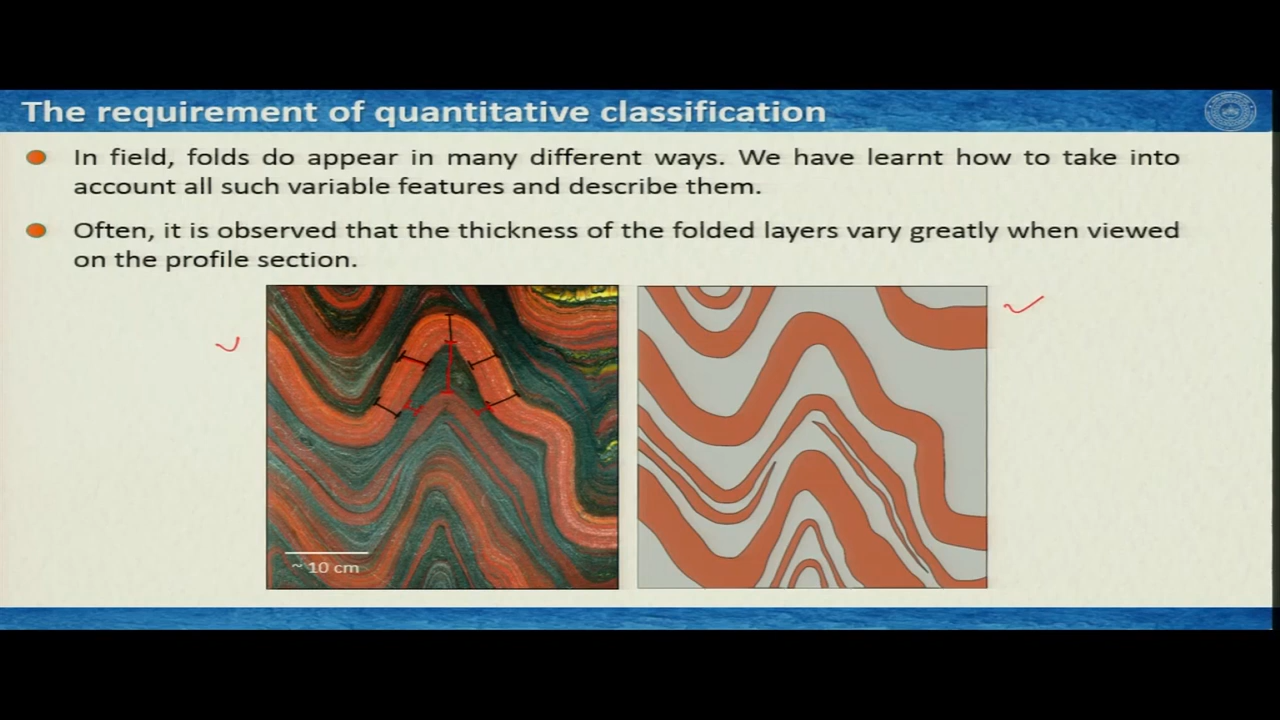 The requirement of quantitative classification
In field, folds do appear in many different ways. We have learnt how to take into
account all such variable features and describe them.
Often, it is observed that the thickness of the folded layers vary greatly when viewed
on the profile section.
~ 10 cm